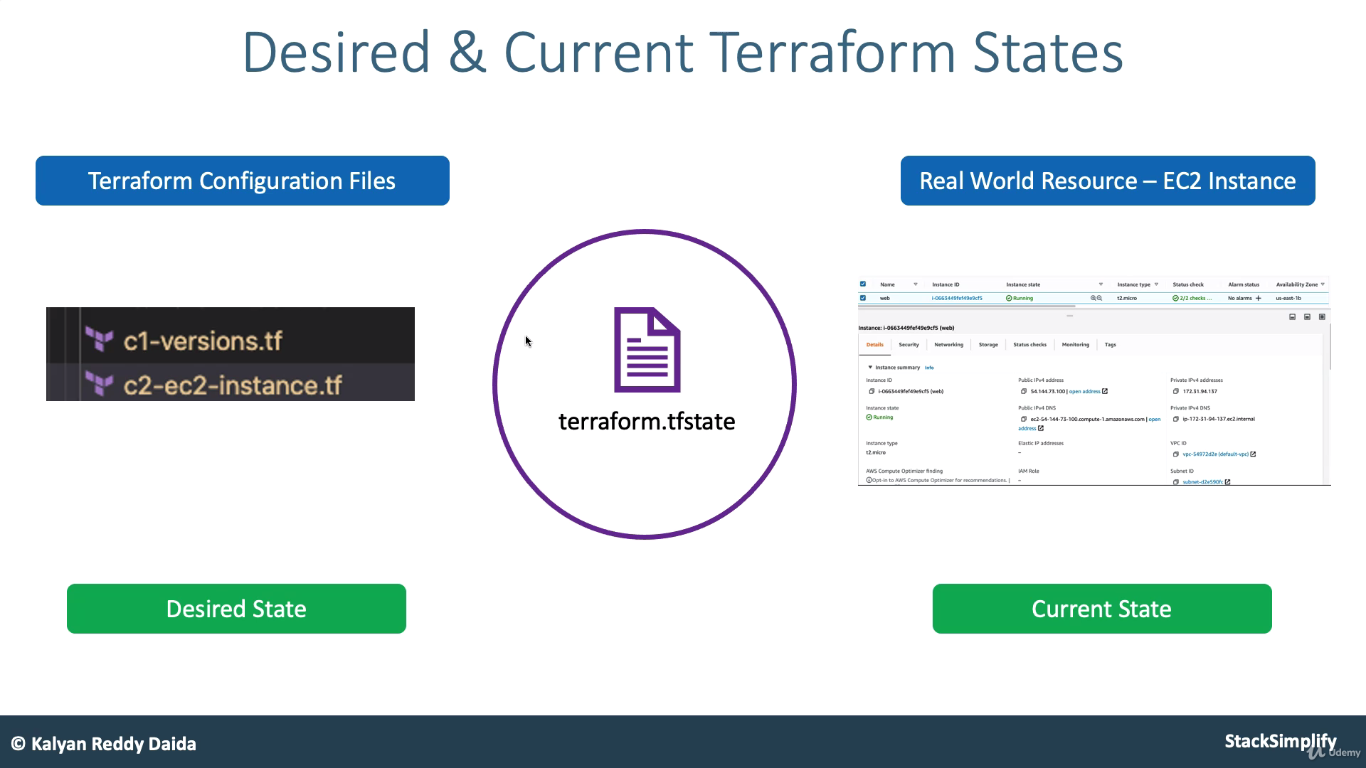 Desired & Current Terraform States
Terraform Configuration Files
Real World Resource – EC2 Instance
c1-versions.tf
c2-ec2-instance.tf
terraform.tfstate
Name
Instance ID
Instance state
Instance type
Status check
Alarm status
Availability Zone
web
i-0663449fef49e9cf5
Running
t2.micro
2/2 checks ...
No alarms +
us-east-1b
Instance: i-0663449fef49e9cf5 (web)
Details
Security
Networking
Storage
Status checks
Monitoring
Tags
Instance summary Info
Instance ID
Public IPv4 address
Private IPv4 addresses
i-0663449fef49e9cf5 (web)
54.144.73.100 | open address
172.31.94.137
Instance state
Public IPv4 DNS
Private IPv4 DNS
Running
ec2-54-144-73-100.compute-1.amazonaws.com | open
address
ip-172-31-94-137.ec2.internal
Instance type
Elastic IP addresses
VPC ID
t2.micro
–
vpc-54972d2e (default-vpc)
AWS Compute Optimizer finding
IAM Role
Subnet ID
Opt-in to AWS Compute Optimizer for recommendations. |
–
Desired State
Current State
© Kalyan Reddy Daida
StackSimplify
Udemy